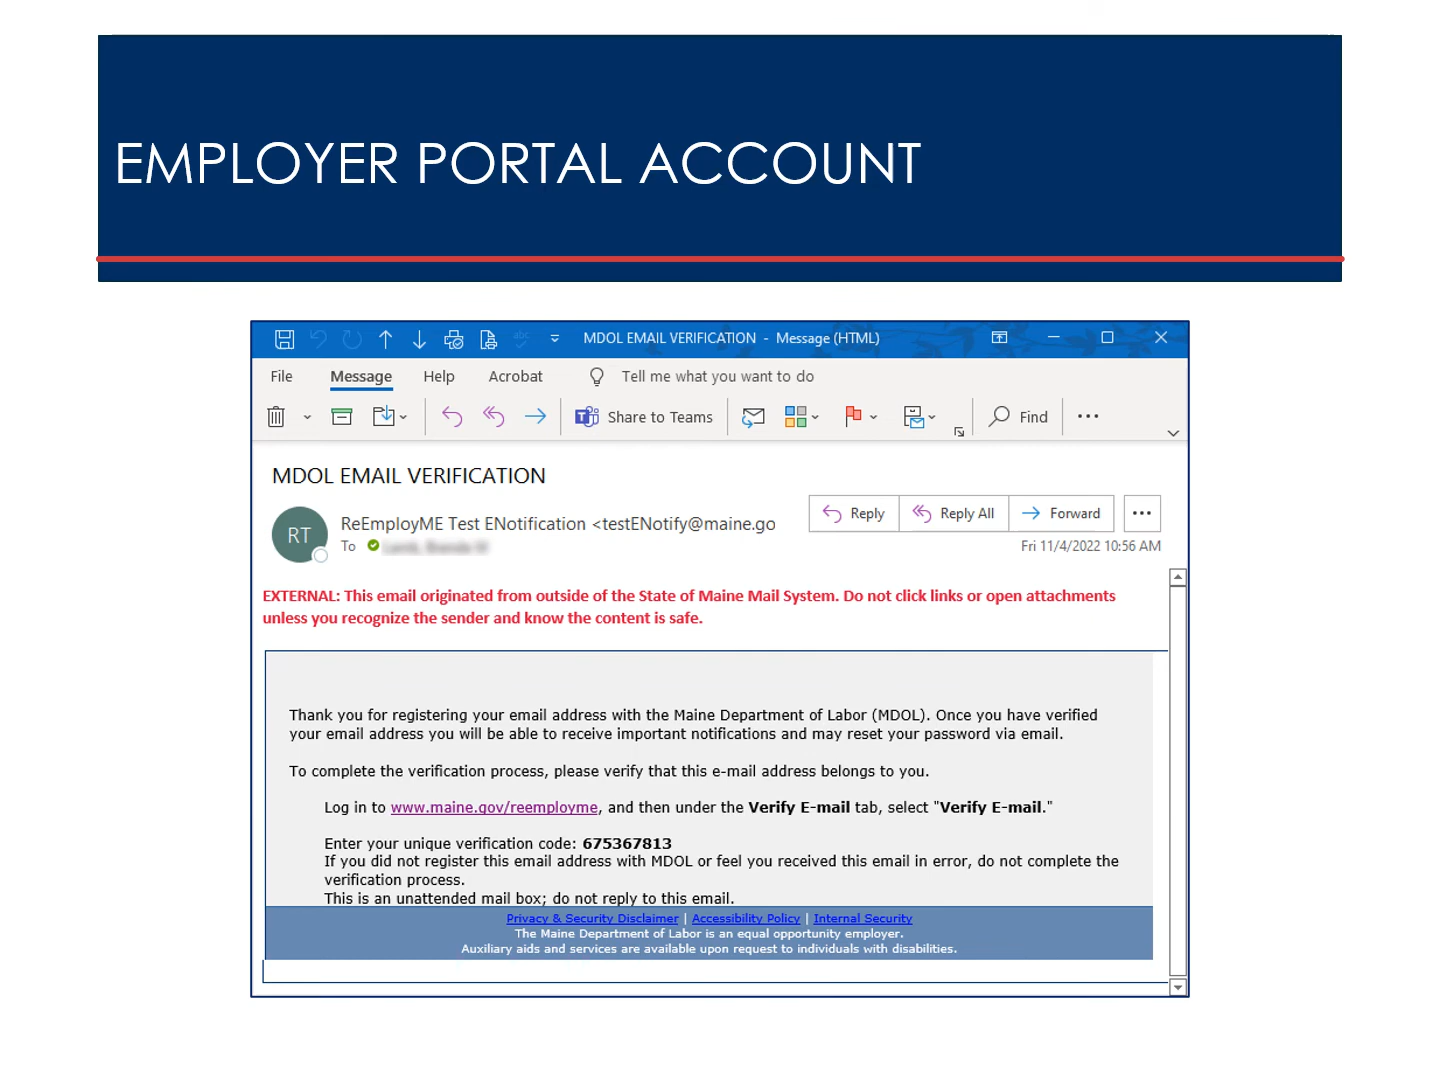 EMPLOYER PORTAL ACCOUNT
MDOL EMAIL VERIFICATION - Message (HTML)
File Message Help Acrobat Tell me what you want to do
Share to Teams Find
MDOL EMAIL VERIFICATION
RT
ReEmployME Test ENotification <testENotify@maine.go
Reply Reply All Forward
To
Fri 11/4/2022 10:56 AM
EXTERNAL: This email originated from outside of the State of Maine Mail System. Do not click links or open attachments
unless you recognize the sender and know the content is safe.
Thank you for registering your email address with the Maine Department of Labor (MDOL). Once you have verified
your email address you will be able to receive important notifications and may reset your password via email.
To complete the verification process, please verify that this e-mail address belongs to you.
Log in to www.maine.gov/reemployme, and then under the Verify E-mail tab, select "Verify E-mail."
Enter your unique verification code: 675367813
If you did not register this email address with MDOL or feel you received this email in error, do not complete the
verification process.
This is an unattended mail box; do not reply to this email.
Privacy & Security Disclaimer | Accessibility Policy | Internal Security
The Maine Department of Labor is an equal opportunity employer.
Auxiliary aids and services are available upon request to individuals with disabilities.